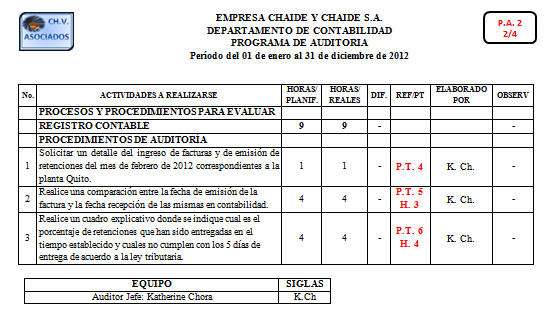 CH.V.
ASOCIADOS
EMPRESA CHAIDE Y CHAIDE S.A.
DEPARTAMENTO DE CONTABILIDAD
PROGRAMA DE AUDITORIA
Período del 01 de enero al 31 de diciembre de 2012
P.A. 2
2/4
No. ACTIVIDADES A REALIZARSE HORAS/ PLANIF. HORAS/ REALES DIF. REF/PT ELABORADO POR OBSERV
PROCESOS Y PROCEDIMIENTOS PARA EVALUAR
REGISTRO CONTABLE 9 9 - -
PROCEDIMIENTOS DE AUDITORÍA
1 Solicitar un detalle del ingreso de facturas y de emisión de
retenciones del mes de febrero de 2012 correspondientes a la
planta Quito. 1 1 - P.T. 4 K. Ch. -
2 Realice una comparación entre la fecha de emisión de la
factura y la fecha recepción de las mismas en contabilidad. 4 4 - P.T. 5 H. 3 K. Ch. -
3 Realice un cuadro explicativo donde se indique cual es el
porcentaje de retenciones que han sido entregadas en el
tiempo establecido y cuales no cumplen con los 5 días de
entrega de acuerdo a la ley tributaria. 4 4 - P.T. 6 H. 4 K. Ch. -
EQUIPO SIGLAS
Auditor Jefe: Katherine Chora K.Ch